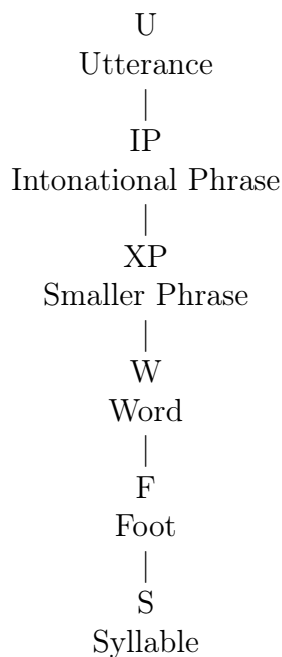 U
Utterance
IP
Intonational Phrase
XP
Smaller Phrase
W
Word
F
Foot
S
Syllable